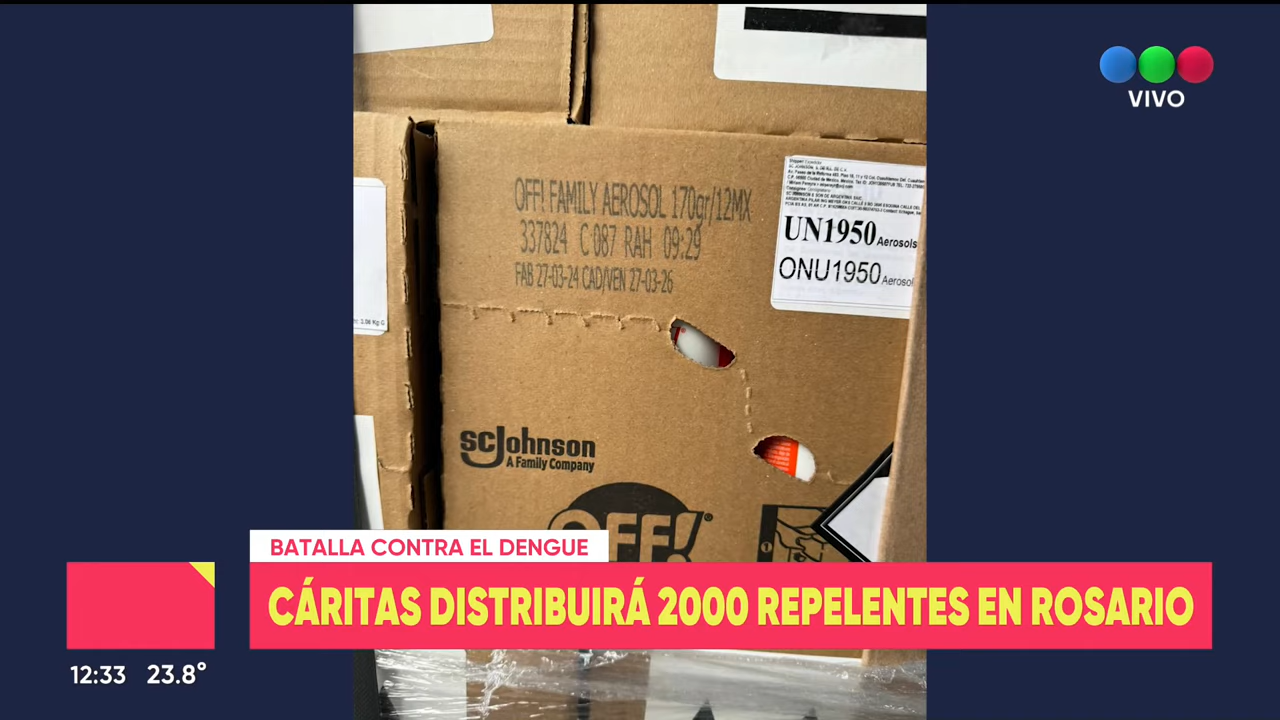 VIVO
OFF! FAMILY AEROSOL 170gr/12MX
337824 C:087 RAH 09:29
FAB 27-03-24 CAD/VEN 27-03-26
UN1950 Aerosols
ONU1950 Aerosol
scJohnson
A Family Company
OFF!®
BATALLA CONTRA EL DENGUE
CÁRITAS DISTRIBUIRÁ 2000 REPELENTES EN ROSARIO
12:33 23.8°